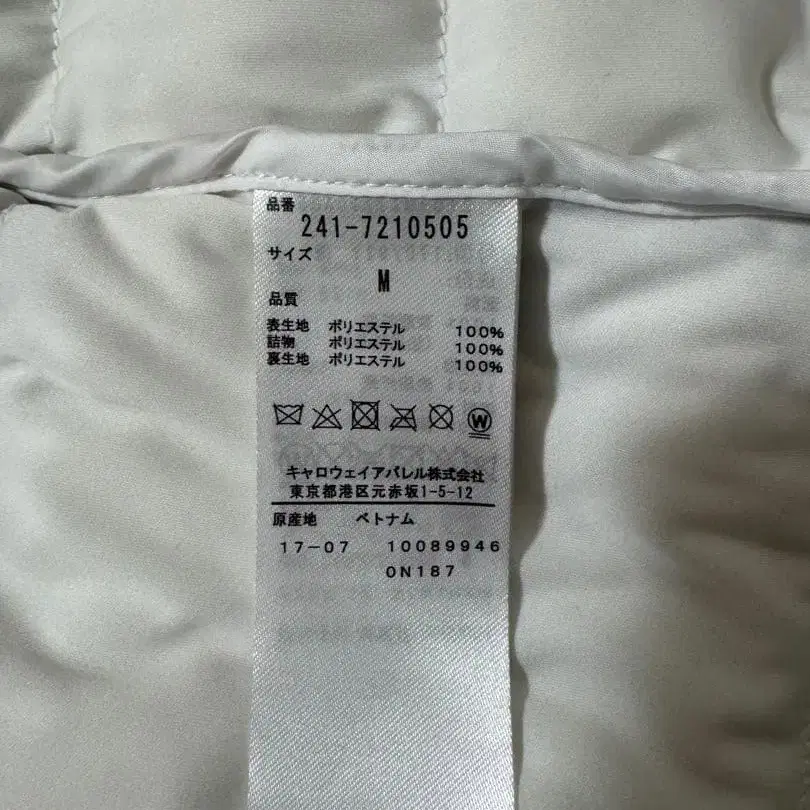 品番
241-7210505
サイズ
M
品質
表生地 ポリエステル 100%
詰物 ポリエステル 100%
裏生地 ポリエステル 100%
W
キャロウェイアパレル株式会社
東京都港区元赤坂1-5-12
原産地 ベトナム
17-07 10089946
0N187